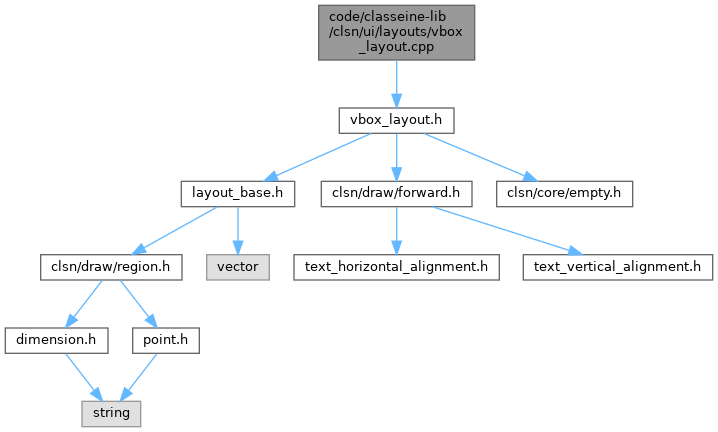 code/classeine-lib
/clsn/ui/layouts/vbox
_layout.cpp
vbox_layout.h
layout_base.h
clsn/draw/forward.h
clsn/core/empty.h
clsn/draw/region.h
vector
text_horizontal_alignment.h
text_vertical_alignment.h
dimension.h
point.h
string